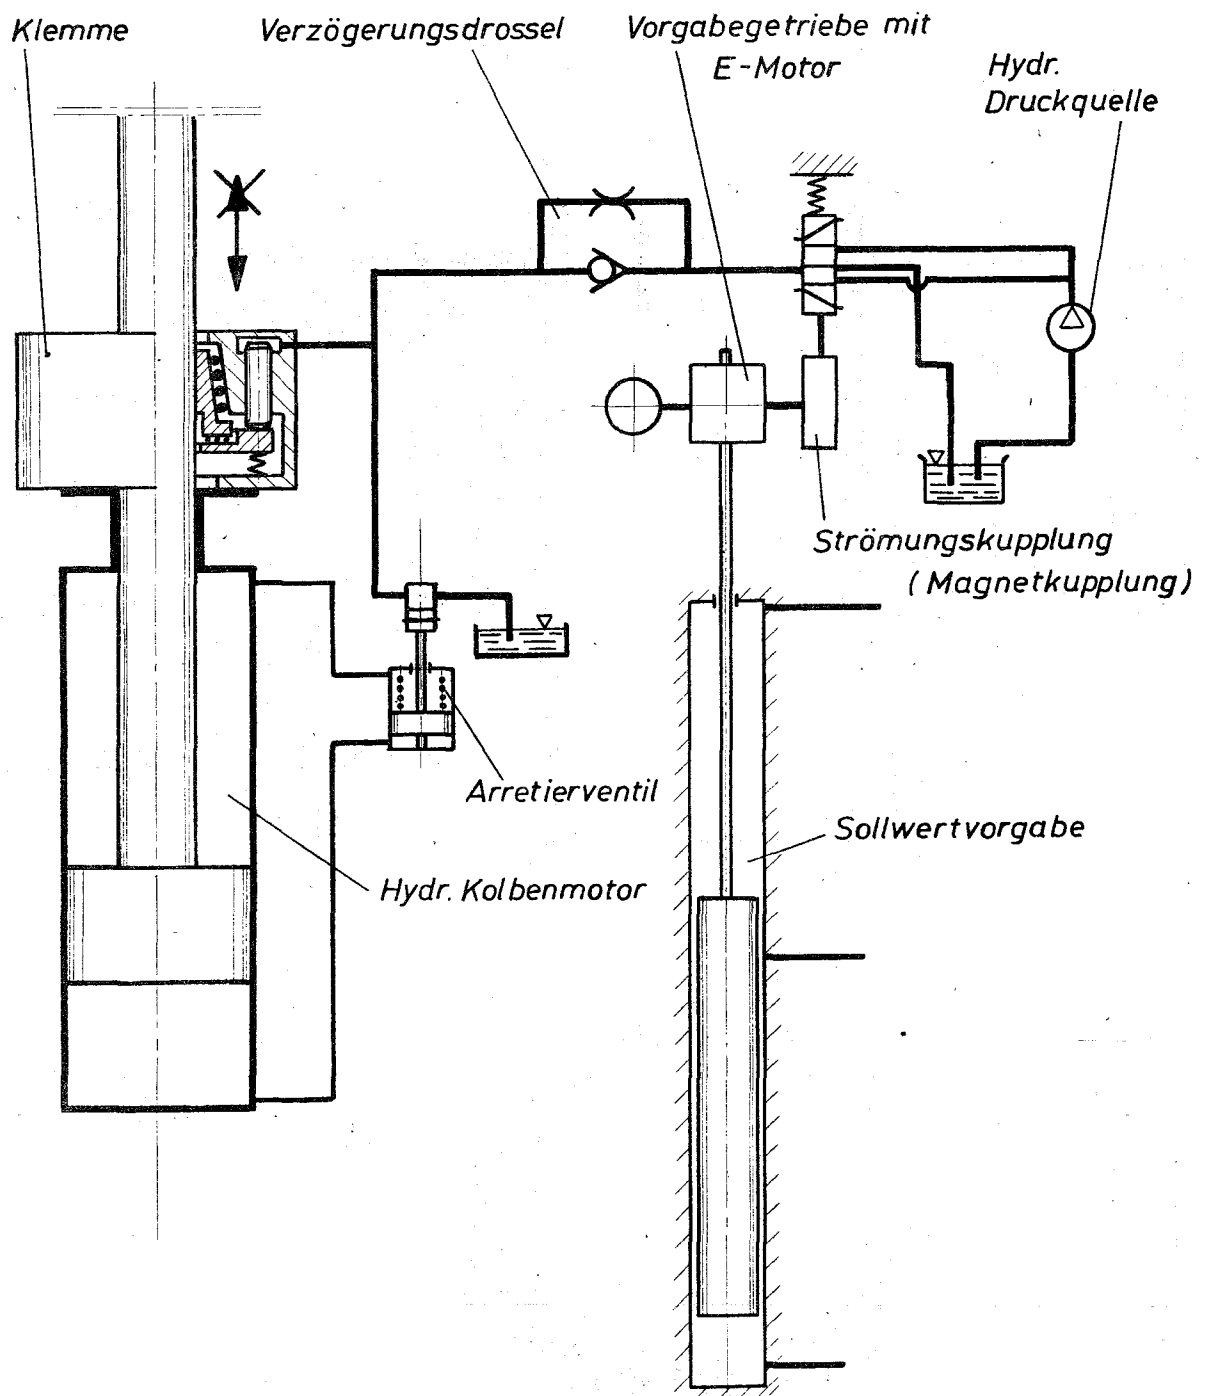 Klemme
Verzögerungsdrossel
Vorgabegetriebe mit
E-Motor
Hydr.
Druckquelle
Strömungskupplung
(Magnetkupplung)
Arretierventil
Sollwertvorgabe
Hydr. Kolbenmotor